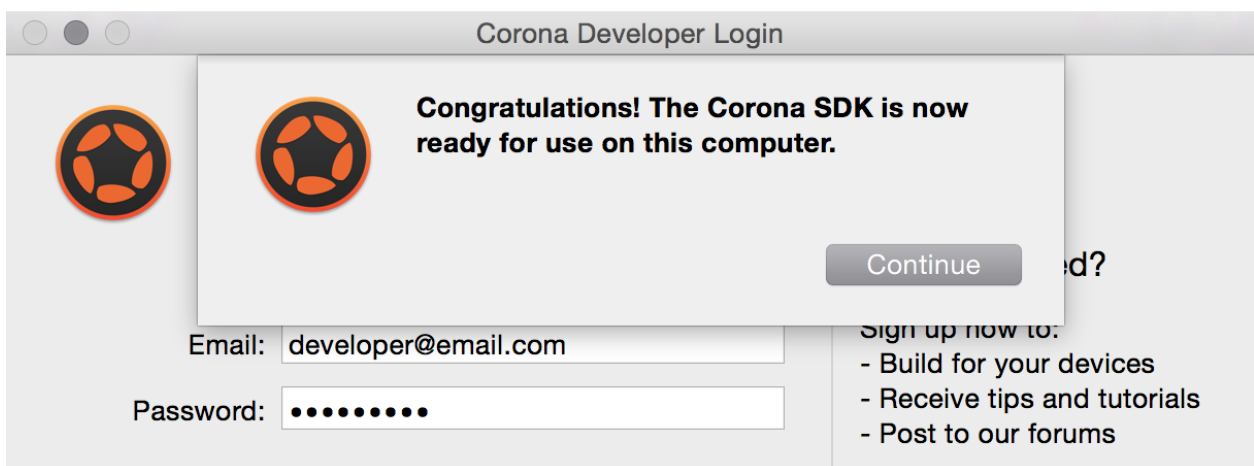 Corona Developer Login
Congratulations! The Corona SDK is now
ready for use on this computer.
Continue
Email: developer@email.com
Password: •••••••••
Sign up now to:
- Build for your devices
- Receive tips and tutorials
- Post to our forums